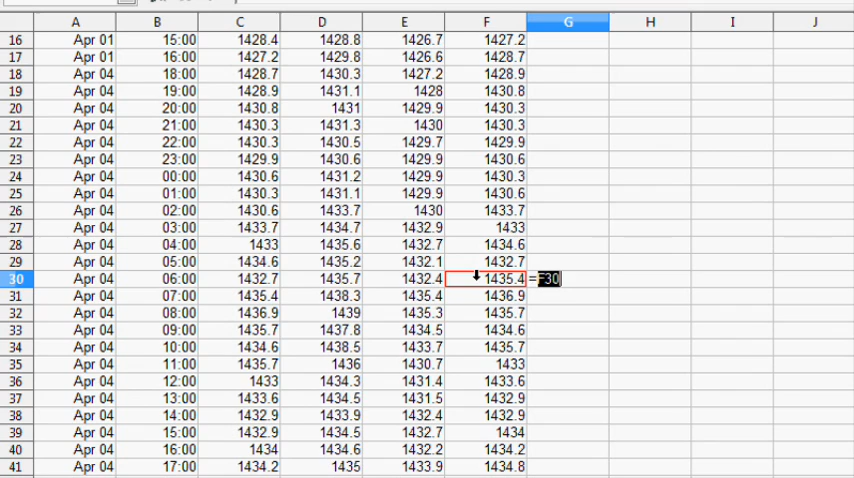 A B C D E F G H I J
16 Apr 01 15:00 1428.4 1428.8 1426.7 1427.2
17 Apr 01 16:00 1427.2 1429.8 1426.6 1428.7
18 Apr 04 18:00 1428.7 1430.3 1427.2 1428.9
19 Apr 04 19:00 1428.9 1431.1 1428 1430.8
20 Apr 04 20:00 1430.8 1431 1429.9 1430.3
21 Apr 04 21:00 1430.3 1431.3 1430 1430.3
22 Apr 04 22:00 1430.3 1430.5 1429.7 1429.9
23 Apr 04 23:00 1429.9 1430.6 1429.9 1430.6
24 Apr 04 00:00 1430.6 1431.2 1429.9 1430.3
25 Apr 04 01:00 1430.3 1431.1 1429.9 1430.6
26 Apr 04 02:00 1430.6 1433.7 1430 1433.7
27 Apr 04 03:00 1433.7 1434.7 1432.9 1433
28 Apr 04 04:00 1433 1435.6 1432.7 1434.6
29 Apr 04 05:00 1434.6 1435.2 1432.1 1432.7
30 Apr 04 06:00 1432.7 1435.7 1432.4 1435.4 =F30
31 Apr 04 07:00 1435.4 1438.3 1435.4 1436.9
32 Apr 04 08:00 1436.9 1439 1435.3 1435.7
33 Apr 04 09:00 1435.7 1437.8 1434.5 1434.6
34 Apr 04 10:00 1434.6 1438.5 1433.7 1435.7
35 Apr 04 11:00 1435.7 1436 1430.7 1433
36 Apr 04 12:00 1433 1434.3 1431.4 1433.6
37 Apr 04 13:00 1433.6 1434.5 1431.5 1432.9
38 Apr 04 14:00 1432.9 1433.9 1432.4 1432.9
39 Apr 04 15:00 1432.9 1434.5 1432.7 1434
40 Apr 04 16:00 1434 1434.6 1432.2 1434.2
41 Apr 04 17:00 1434.2 1435 1433.9 1434.8